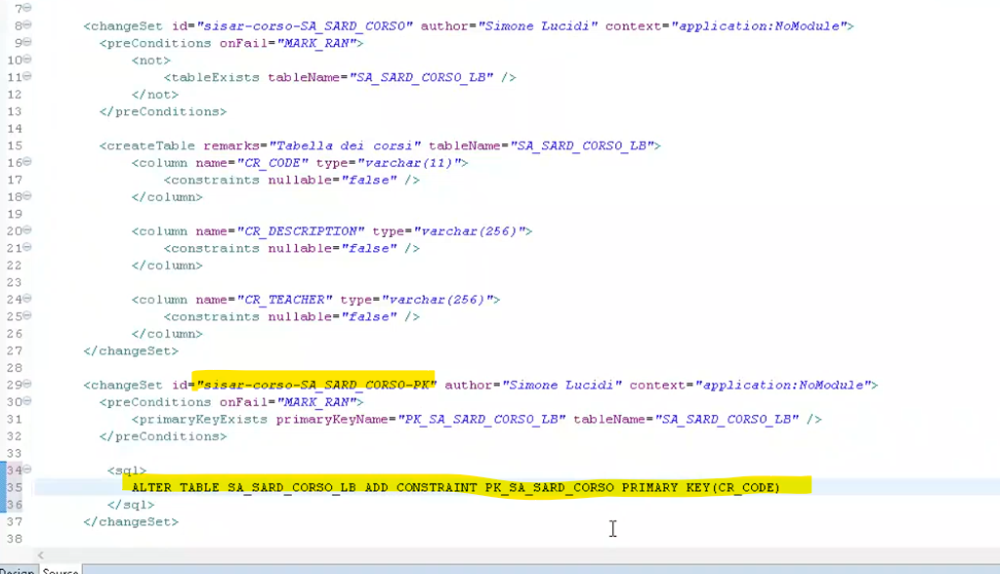 7
8 <changeSet id="sisar-corso-SA_SARD_CORSO" author="Simone Lucidi" context="application:NoModule">
9 <preConditions onFail="MARK_RAN">
10 <not>
11 <tableExists tableName="SA_SARD_CORSO_LB" />
12 </not>
13 </preConditions>
14
15 <createTable remarks="Tabella dei corsi" tableName="SA_SARD_CORSO_LB">
16 <column name="CR_CODE" type="varchar(11)">
17 <constraints nullable="false" />
18 </column>
19
20 <column name="CR_DESCRIPTION" type="varchar(256)">
21 <constraints nullable="false" />
22 </column>
23
24 <column name="CR_TEACHER" type="varchar(256)">
25 <constraints nullable="false" />
26 </column>
27 </changeSet>
28
29 <changeSet id="sisar-corso-SA_SARD_CORSO-PK" author="Simone Lucidi" context="application:NoModule">
30 <preConditions onFail="MARK_RAN">
31 <primaryKeyExists primaryKeyName="PK_SA_SARD_CORSO_LB" tableName="SA_SARD_CORSO_LB" />
32 </preConditions>
33
34 <sql>
35 ALTER TABLE SA_SARD_CORSO_LB ADD CONSTRAINT PK_SA_SARD_CORSO PRIMARY KEY(CR_CODE)
36 </sql>
37 </changeSet>
38
Design Source